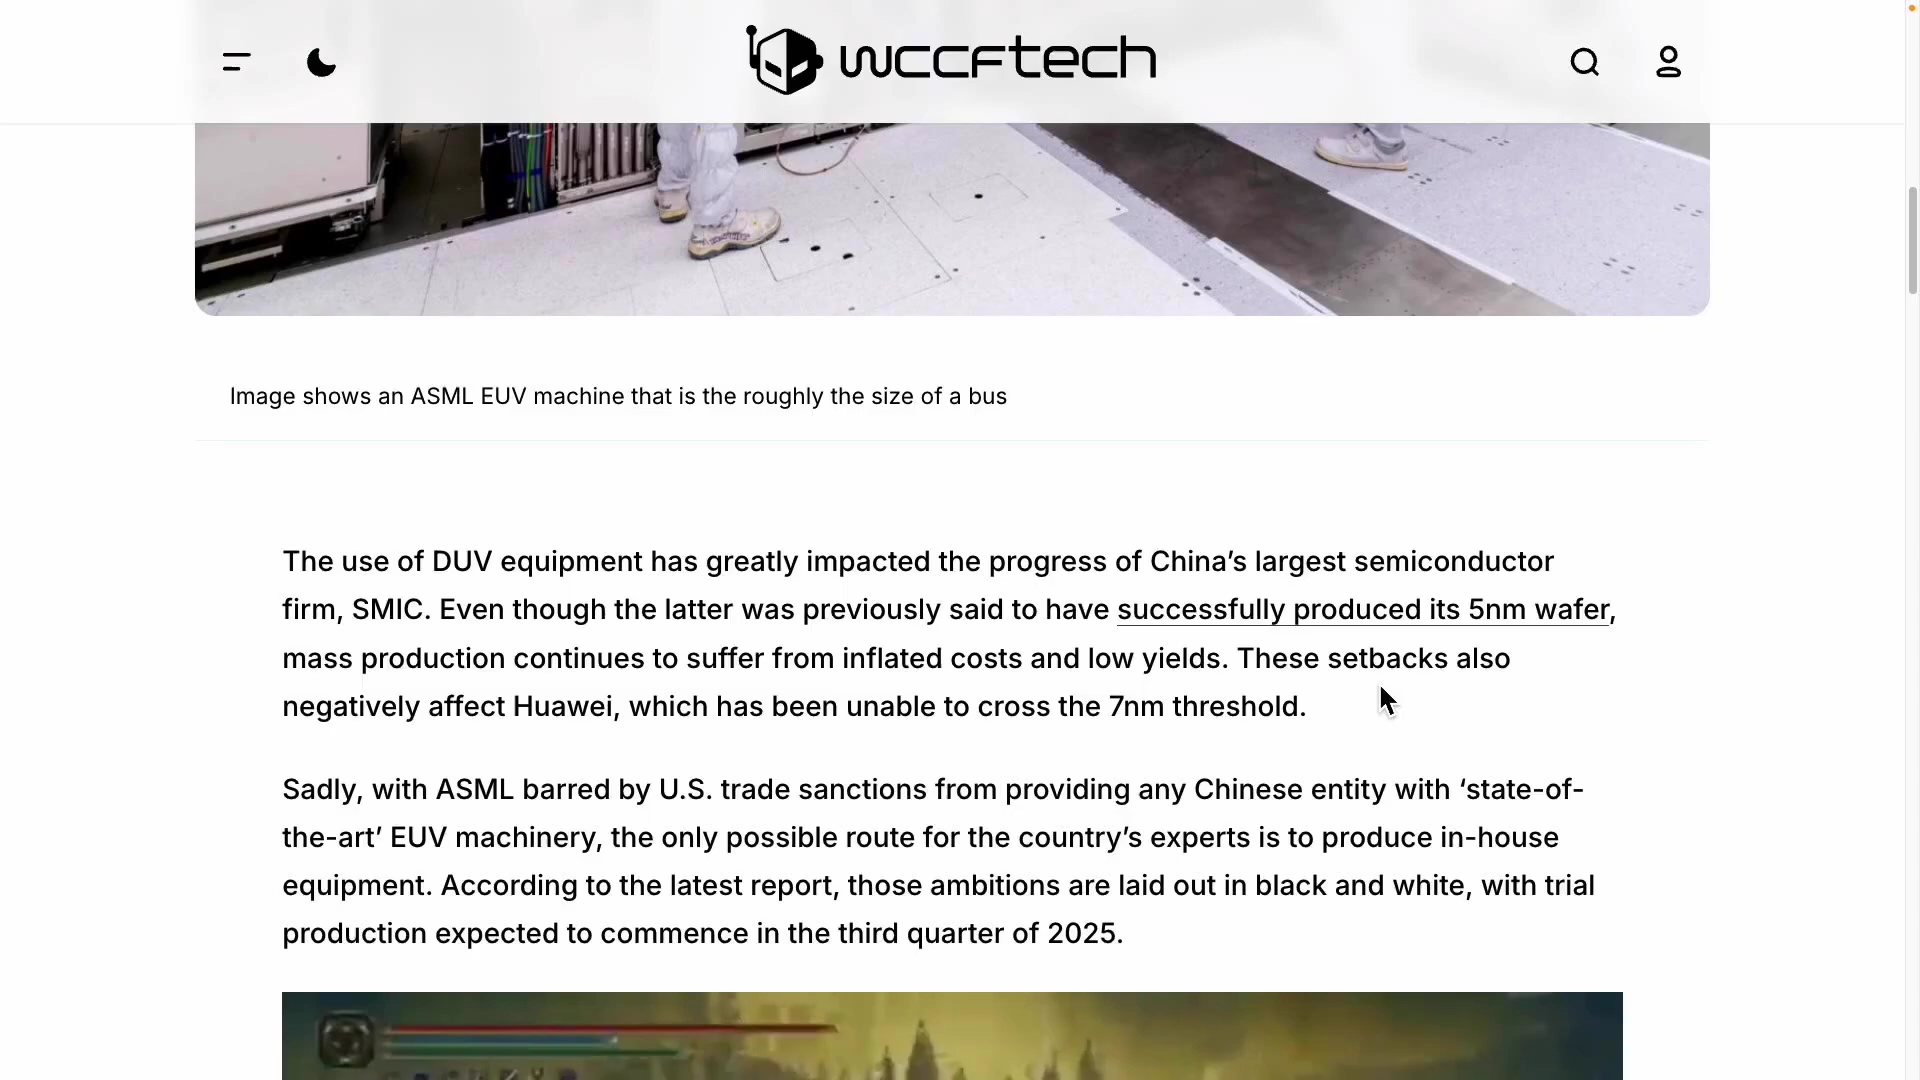 wccftech
Image shows an ASML EUV machine that is the roughly the size of a bus
The use of DUV equipment has greatly impacted the progress of China’s largest semiconductor
firm, SMIC. Even though the latter was previously said to have successfully produced its 5nm wafer,
mass production continues to suffer from inflated costs and low yields. These setbacks also
negatively affect Huawei, which has been unable to cross the 7nm threshold.
Sadly, with ASML barred by U.S. trade sanctions from providing any Chinese entity with ‘state-of-
the-art’ EUV machinery, the only possible route for the country’s experts is to produce in-house
equipment. According to the latest report, those ambitions are laid out in black and white, with trial
production expected to commence in the third quarter of 2025.